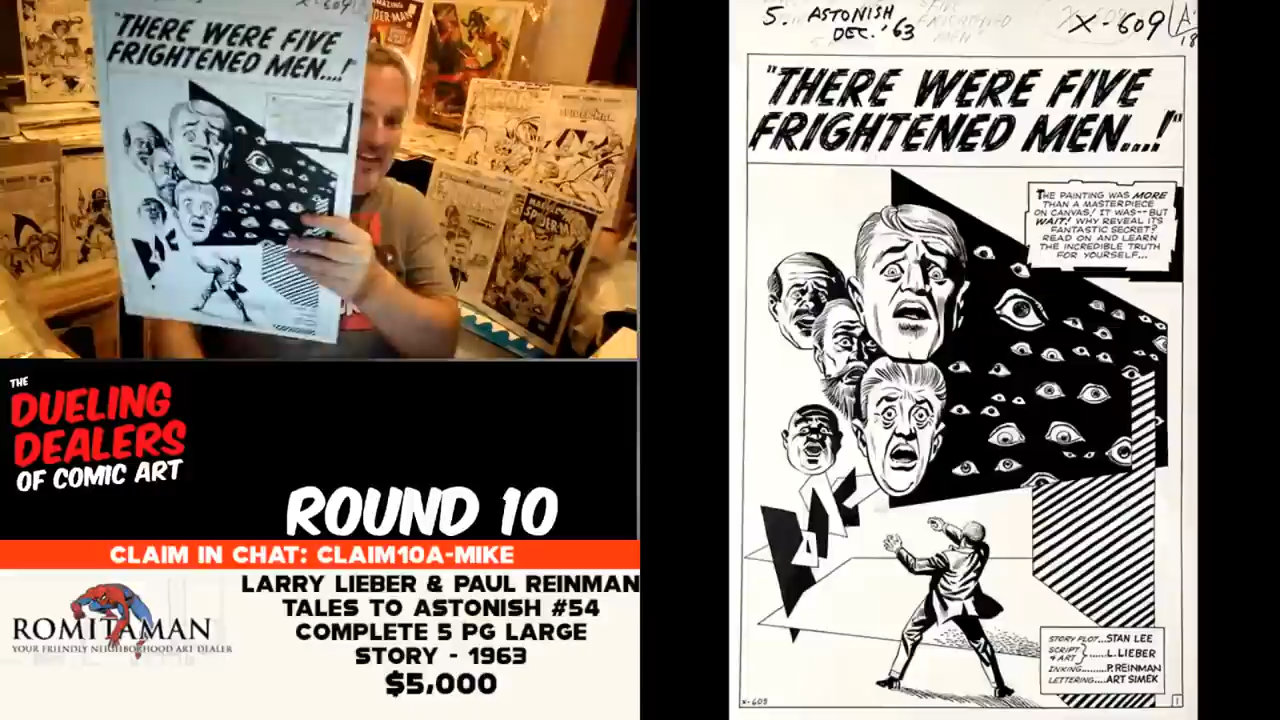 X-609
"THERE WERE FIVE
FRIGHTENED MEN....!"
THE
DUELING
DEALERS
OF COMIC ART
ROUND 10
CLAIM IN CHAT: CLAIM10A-MIKE
ROMITAMAN
YOUR FRIENDLY NEIGHBORHOOD ART DEALER
LARRY LIEBER & PAUL REINMAN
TALES TO ASTONISH #54
COMPLETE 5 PG LARGE
STORY - 1963
$5,000
5. ASTONISH
DEC. '63
X-609
18
"THERE WERE FIVE
FRIGHTENED MEN...!"
THE PAINTING WAS MORE
THAN A MASTERPIECE
ON CANVAS! IT WAS--BUT
WAIT! WHY REVEAL ITS
FANTASTIC SECRET?
READ ON AND LEARN
THE INCREDIBLE TRUTH
FOR YOURSELF...
STORY PLOT...STAN LEE
SCRIPT
& ART}......L. LIEBER
INKING........P. REINMAN
LETTERING....ART SIMEK
X-609
1